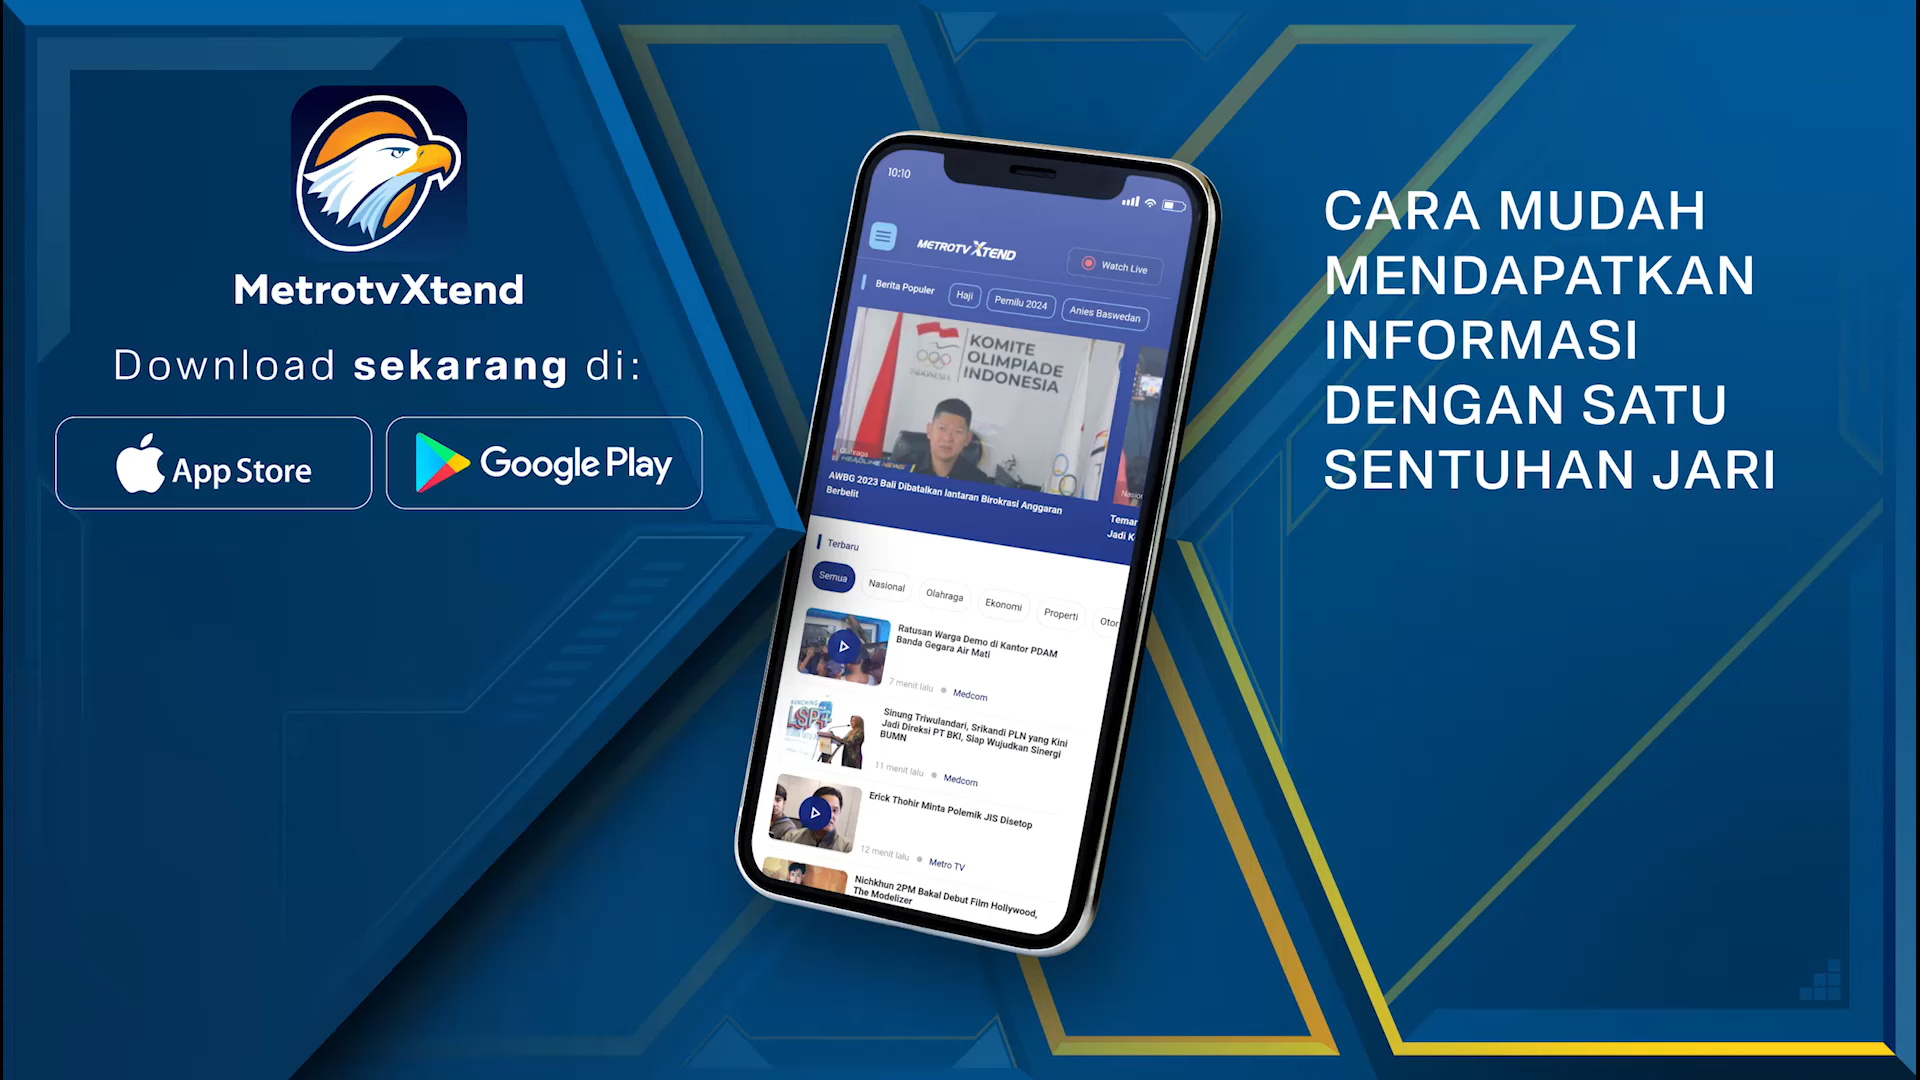 MetrotvXtend
Download sekarang di:
App Store
Google Play
10:10
METROTV XTEND
Watch Live
Berita Populer
Haji
Pemilu 2024
Anies Baswedan
KOMITE
OLIMPIADE
INDONESIA
INDONESIA
Olahraga
HEADLINE NEWS
AWBG 2023 Bali Dibatalkan lantaran Birokrasi Anggaran
Berbelit
Terbaru
Semua
Nasional
Olahraga
Ekonomi
Properti
Ratusan Warga Demo di Kantor PDAM
Banda Gegara Air Mati
7 menit lalu
Medcom
Sinung Triwulandari, Srikandi PLN yang Kini
Jadi Direksi PT BKI, Siap Wujudkan Sinergi
BUMN
11 menit lalu
Medcom
Erick Thohir Minta Polemik JIS Disetop
12 menit lalu
Metro TV
Nichkhun 2PM Bakal Debut Film Hollywood,
The Modelizer
CARA MUDAH
MENDAPATKAN
INFORMASI
DENGAN SATU
SENTUHAN JARI